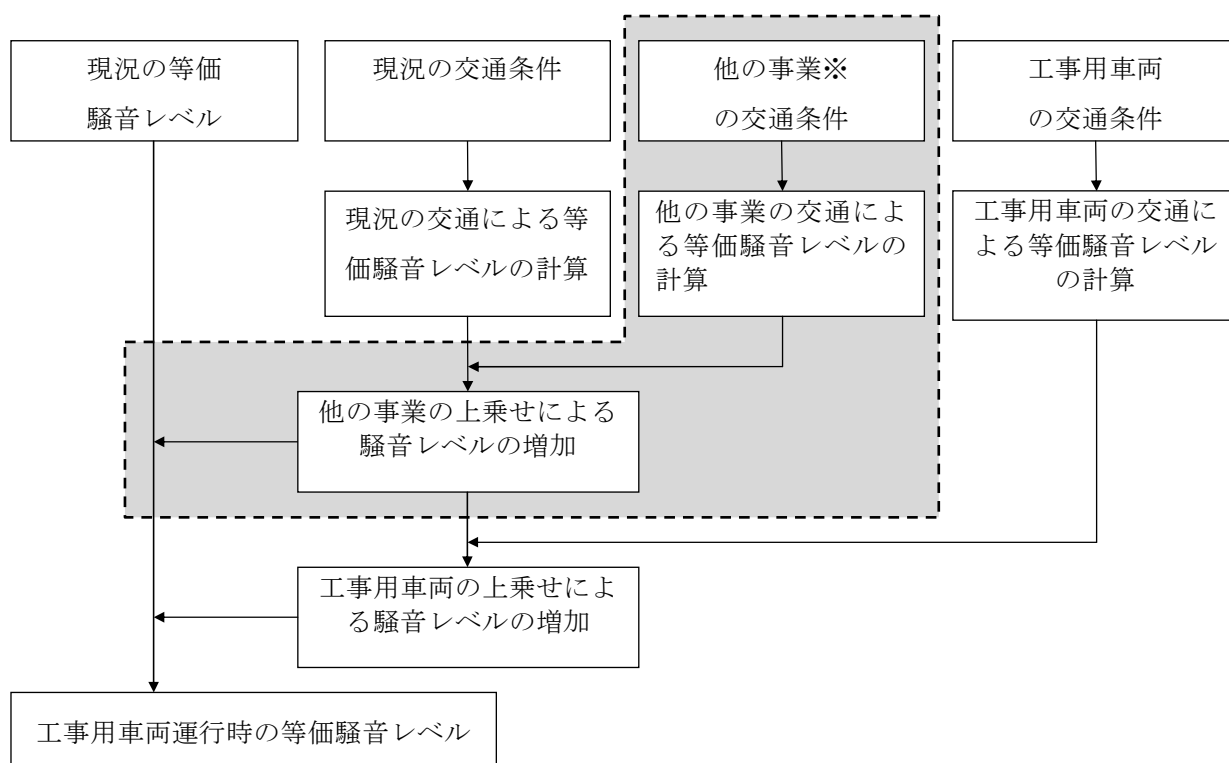 現況の等価
騒音レベル
現況の交通条件
他の事業※
の交通条件
工事用車両
の交通条件
現況の交通による等
価騒音レベルの計算
他の事業の交通によ
る等価騒音レベルの
計算
工事用車両の交通に
よる等価騒音レベル
の計算
他の事業の上乗せによる
騒音レベルの増加
工事用車両の上乗せによ
る騒音レベルの増加
工事用車両運行時の等価騒音レベル